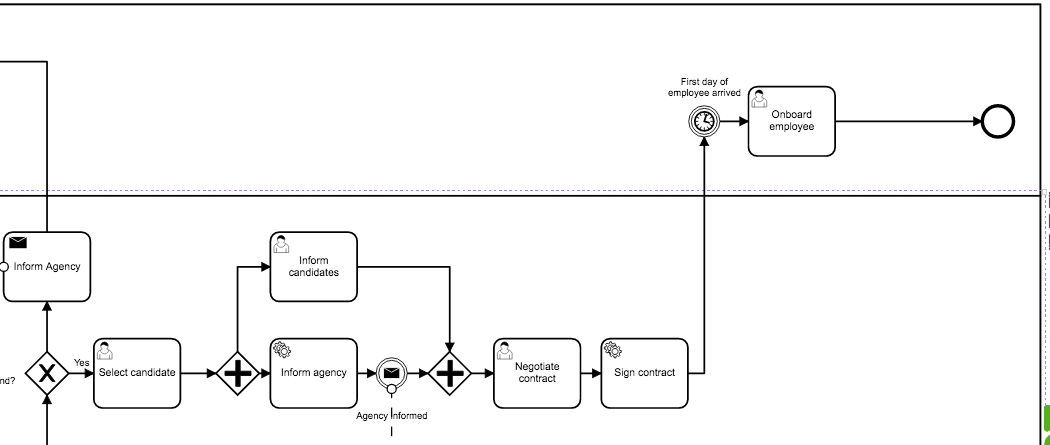 First day of
employee arrived
Onboard
employee
Inform Agency
Inform
candidates
Yes
nd?
Select candidate
Inform agency
Agency Informed
Negotiate
contract
Sign contract